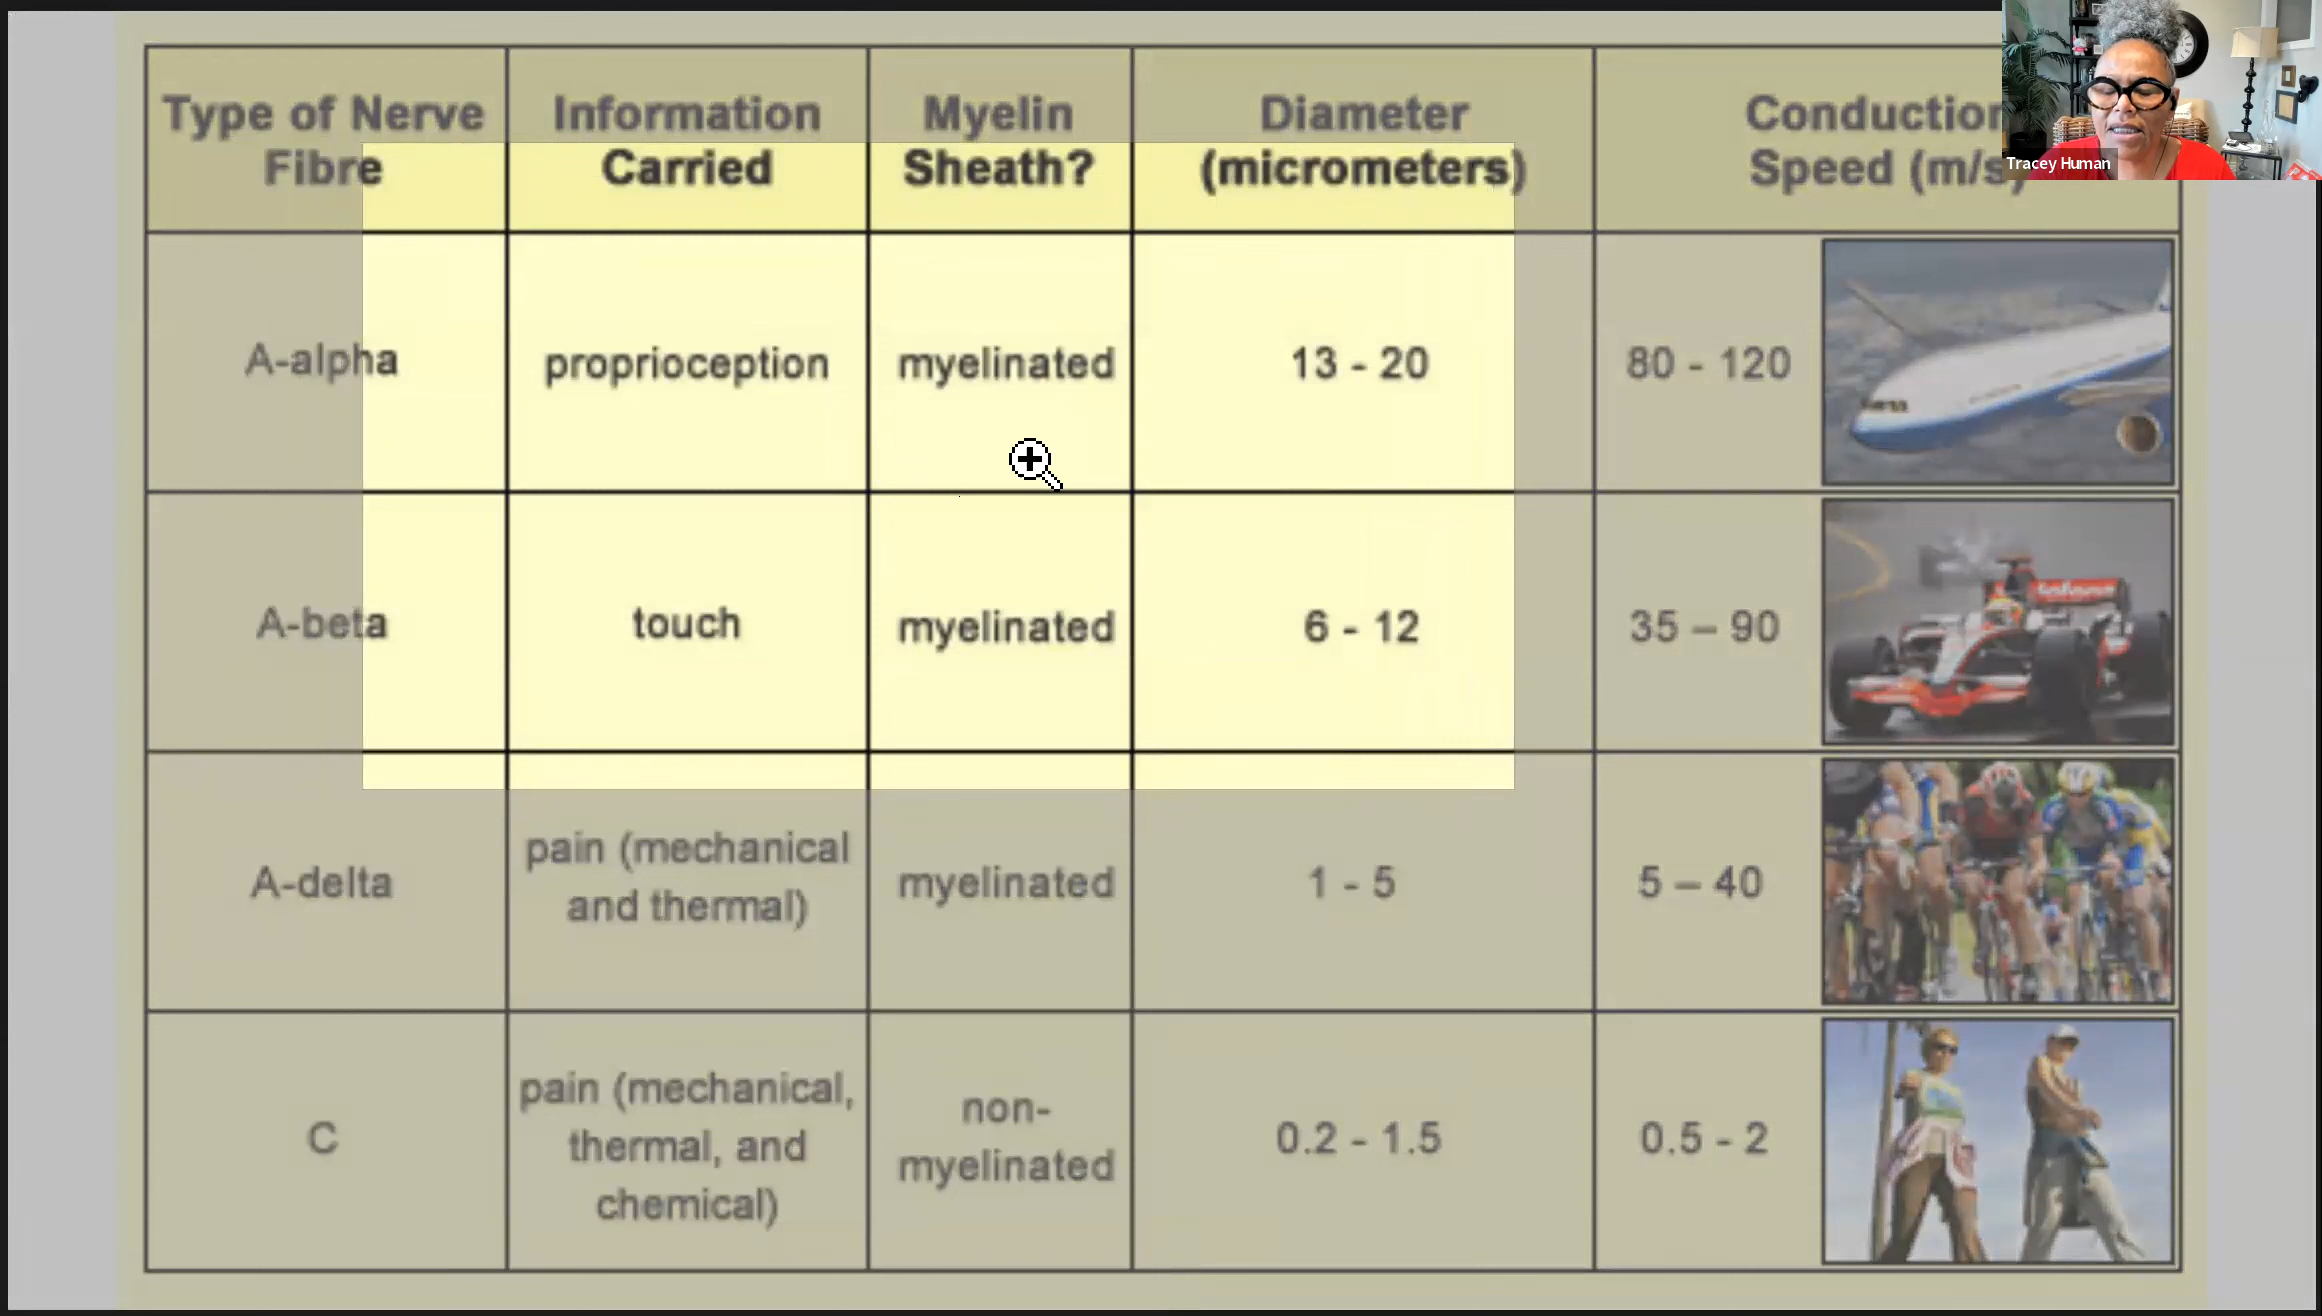 Type of Nerve
Fibre
Information
Carried
Myelin
Sheath?
Diameter
(micrometers)
Conduction
Speed (m/s)
Tracey Human
A-alpha
proprioception
myelinated
13 - 20
80 - 120
A-beta
touch
myelinated
6 - 12
35 – 90
A-delta
pain (mechanical
and thermal)
myelinated
1 - 5
5 – 40
C
pain (mechanical,
thermal, and
chemical)
non-
myelinated
0.2 - 1.5
0.5 - 2